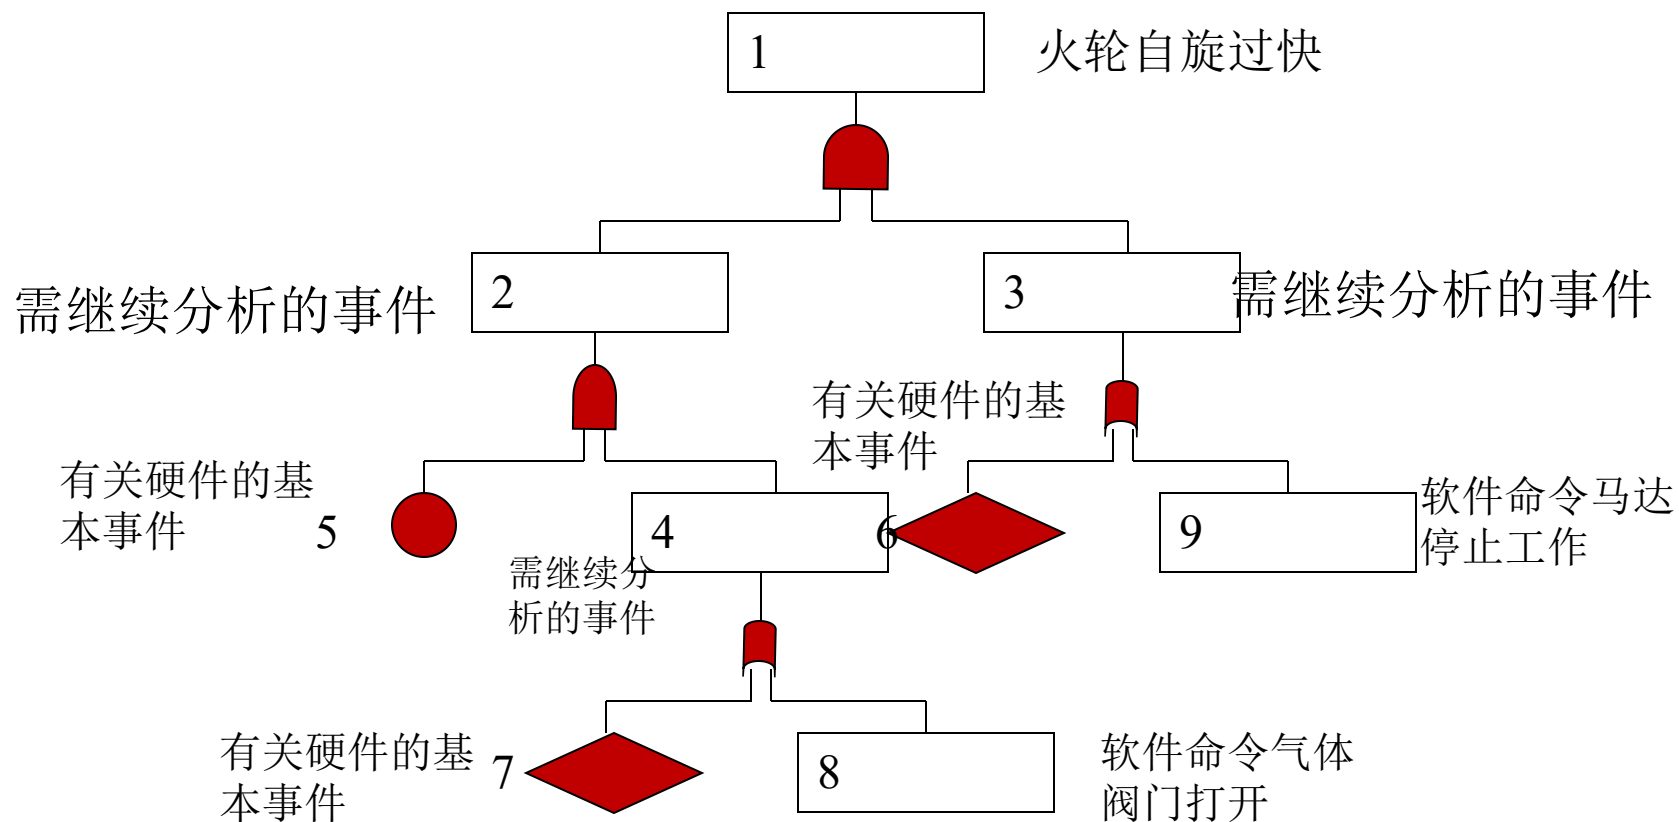 1
火轮自旋过快
2
需继续分析的事件
3
需继续分析的事件
有关硬件的基
本事件
5
4
需继续分
析的事件
有关硬件的基
本事件
6
9
软件命令马达
停止工作
有关硬件的基
本事件
7
8
软件命令气体
阀门打开